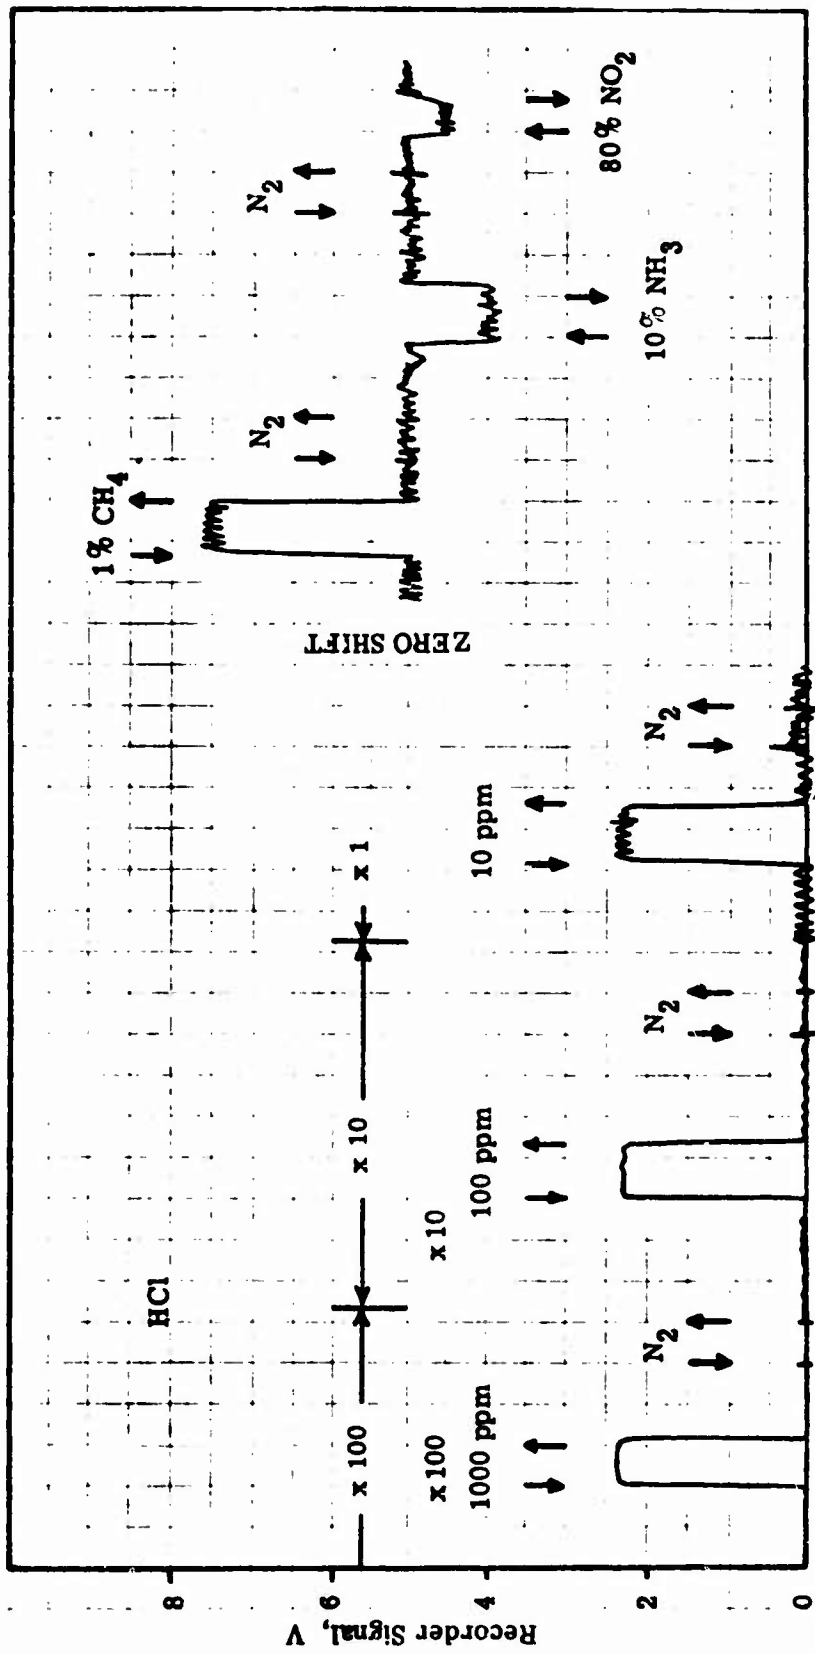 Recorder Signal, V
8
6
4
2
0
HCl
x 100
x 10
x 1
x100
1000 ppm
N2
x 10
100 ppm
N2
10 ppm
N2
ZERO SHIFT
1% CH4
N2
10% NH3
N2
80% NO2